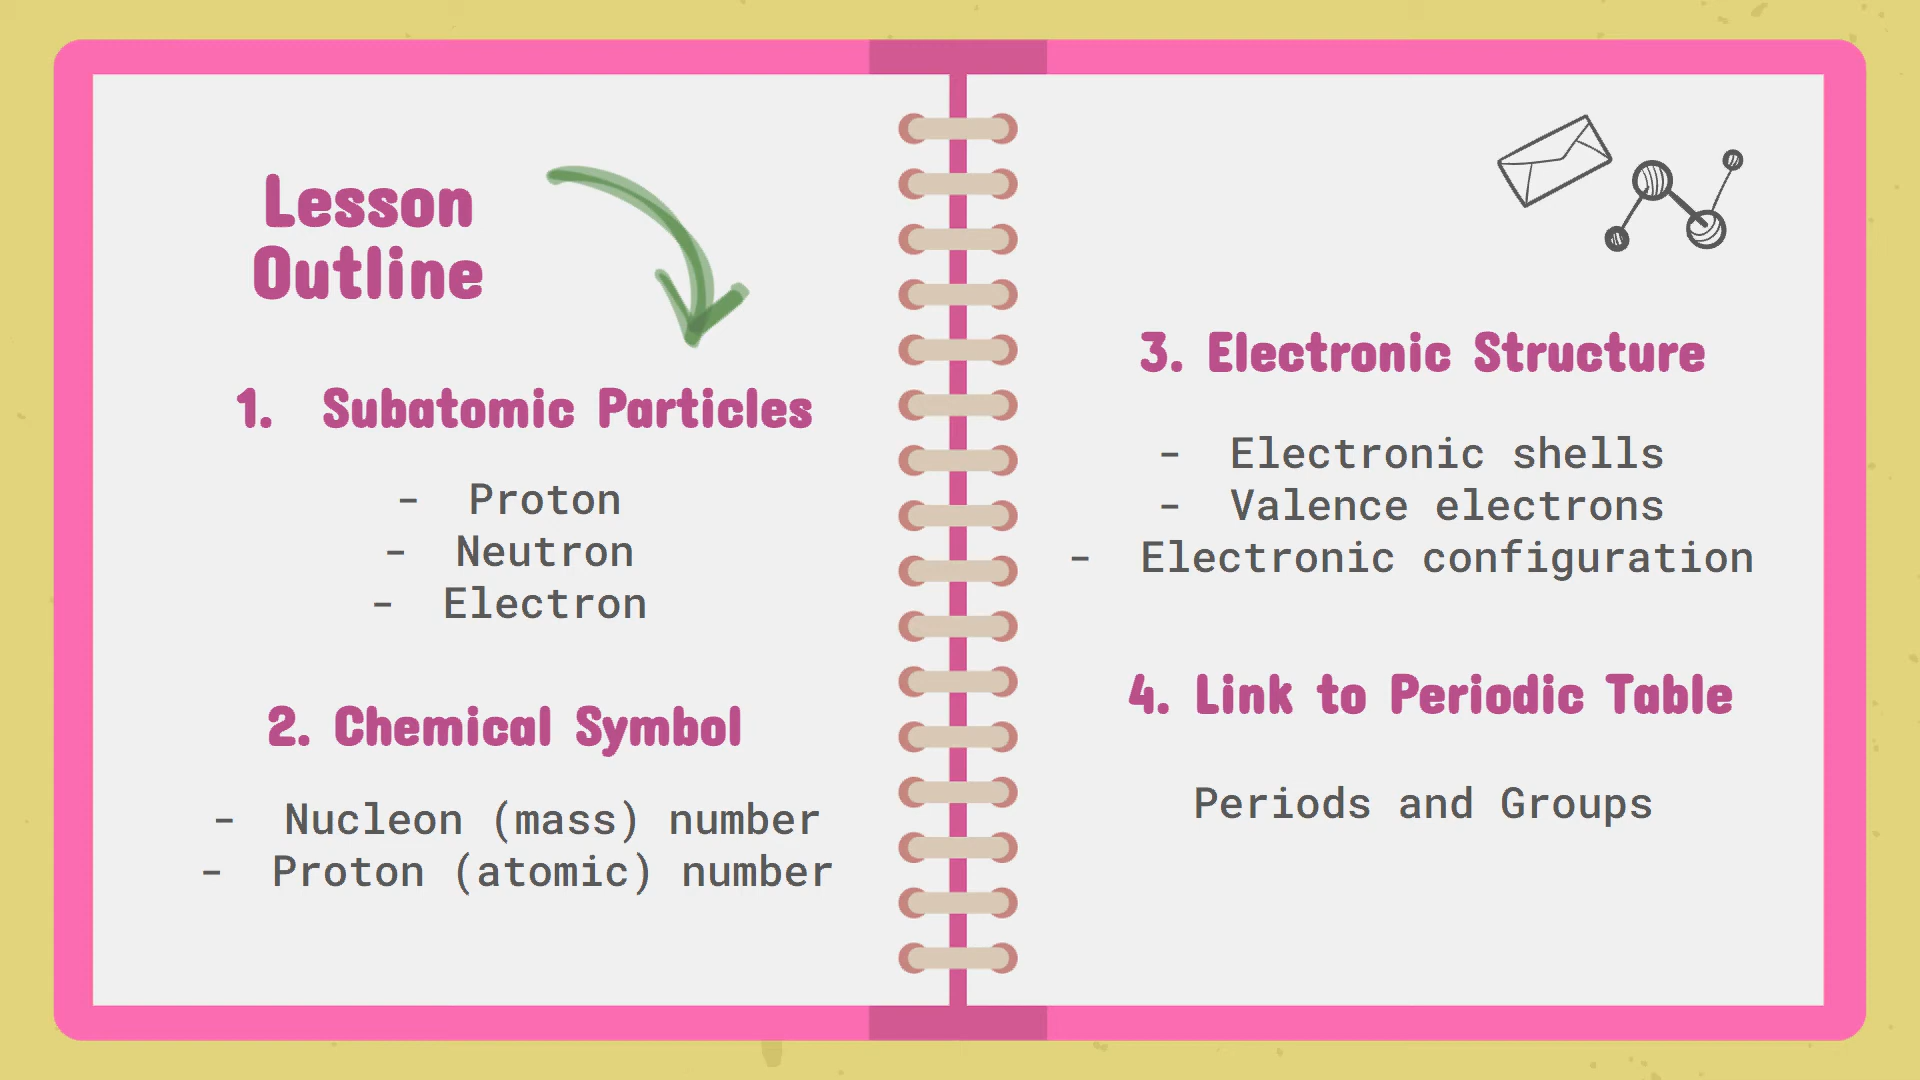 Lesson
Outline
1. Subatomic Particles
- Proton
- Neutron
- Electron
2. Chemical Symbol
- Nucleon (mass) number
- Proton (atomic) number
3. Electronic Structure
- Electronic shells
- Valence electrons
- Electronic configuration
4. Link to Periodic Table
Periods and Groups